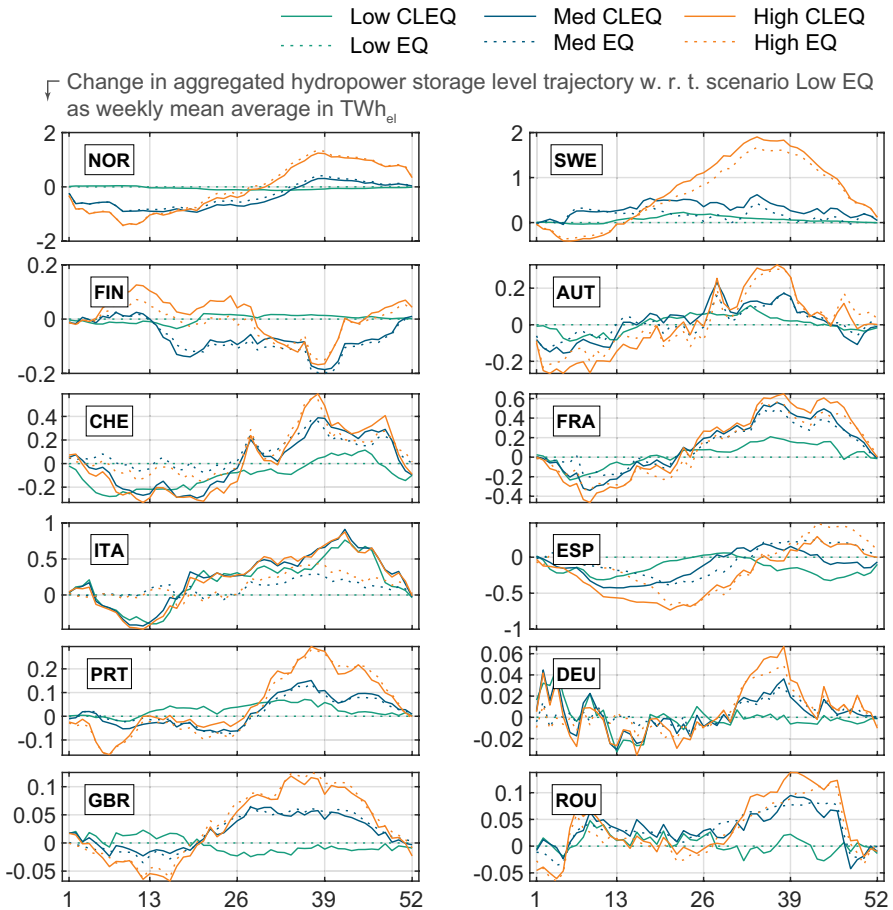 Low CLEQ Med CLEQ High CLEQ
Low EQ Med EQ High EQ
Change in aggregated hydropower storage level trajectory w. r. t. scenario Low EQ
as weekly mean average in TWhel
2 2
NOR SWE
1
0
0
-2
0.2
FIN AUT
0.2
0 0
-0.2
-0.2
CHE FRA
0.6
0.4 0.4
0.2 0.2
0 0
-0.2 -0.2
-0.4
1
ITA ESP
0.5 0
-0.5
0
-1
PRT DEU
0.06
0.2 0.04
0.1 0.02
0 0
-0.1 -0.02
GBR ROU
0.1 0.1
0.05 0.05
0 0
-0.05 -0.05
1 13 26 39 52 1 13 26 39 52